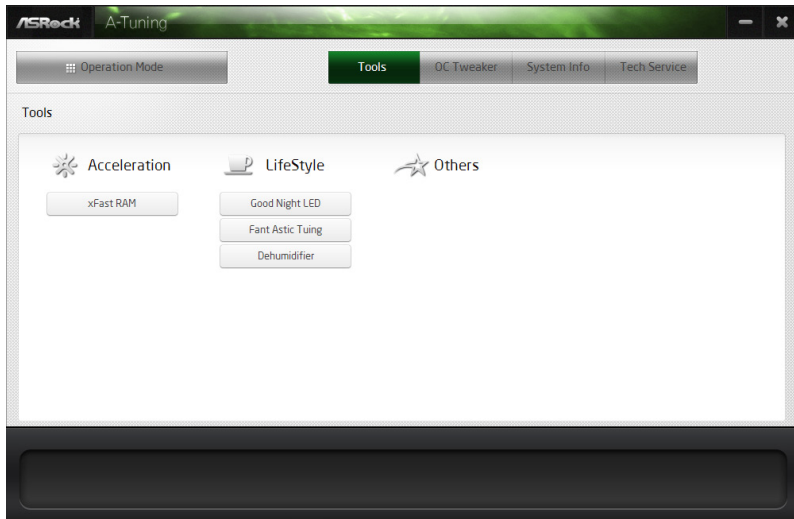 ASRock A-Tuning
Operation Mode Tools OC Tweaker System Info Tech Service
Tools
Acceleration LifeStyle Others
xFast RAM Good Night LED
Fant Astic Tuing
Dehumidifier